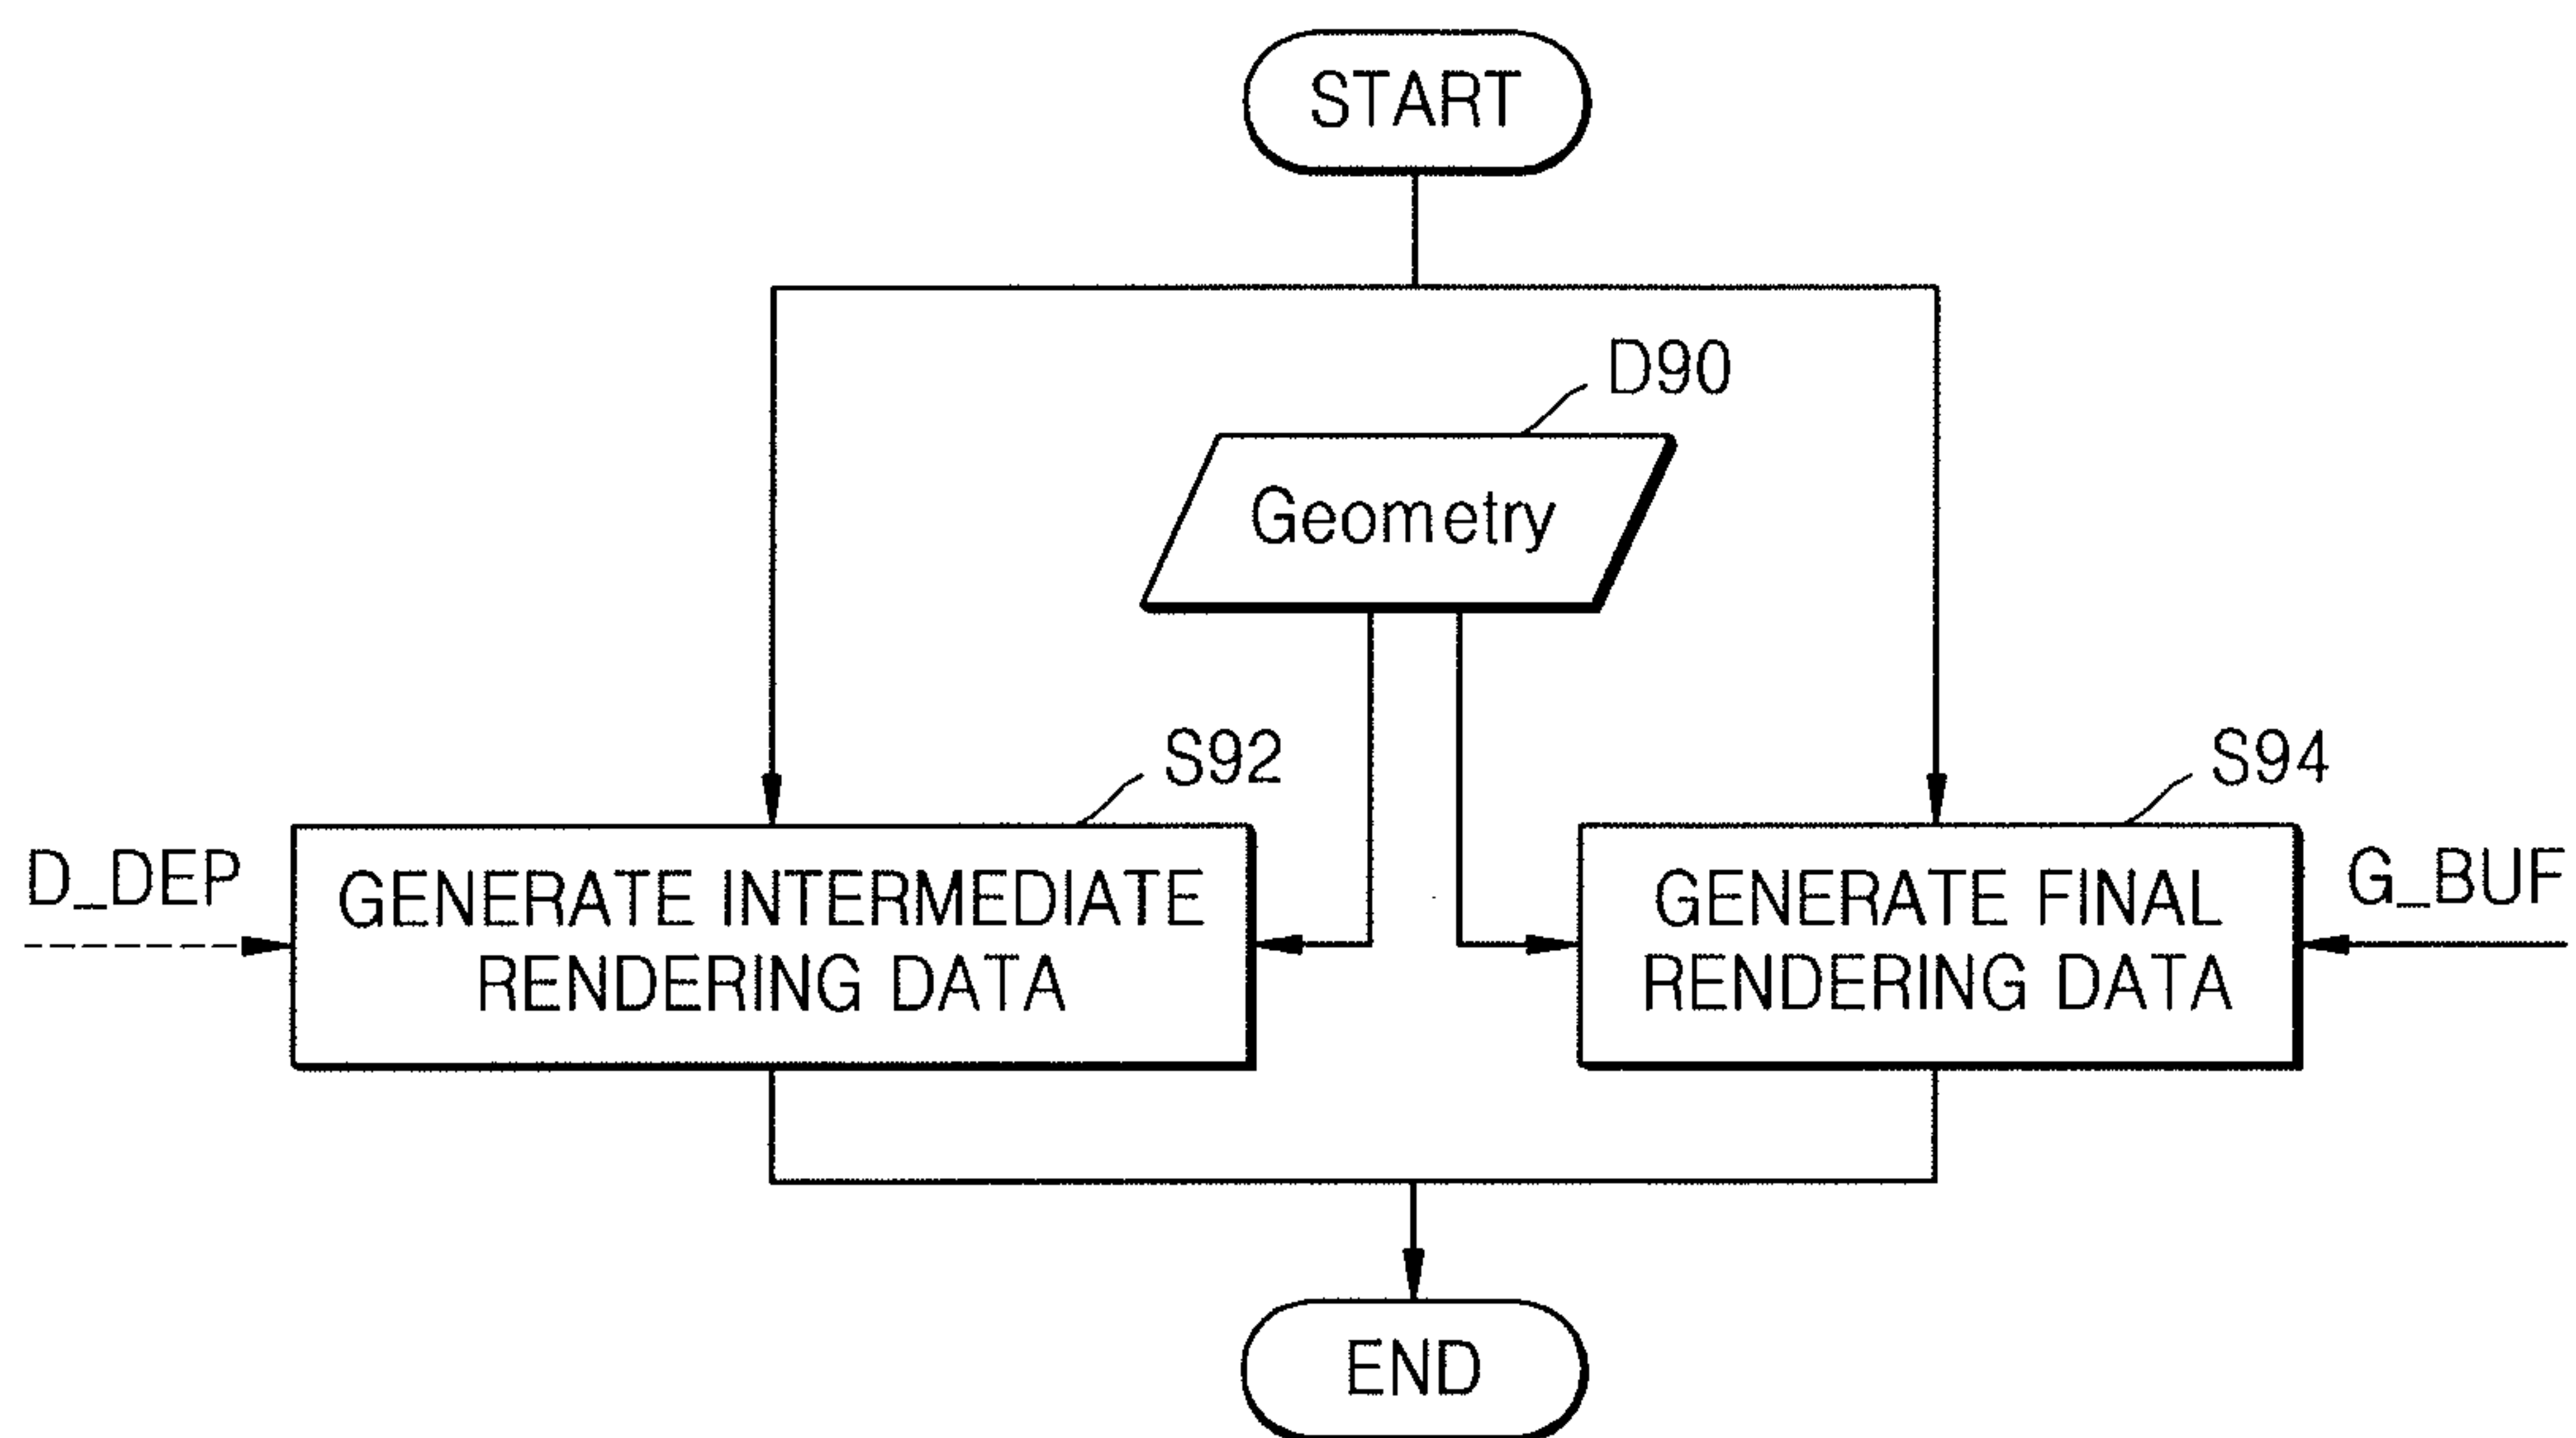 START
D90
Geometry
S92
S94
D_DEP
GENERATE INTERMEDIATE
RENDERING DATA
GENERATE FINAL
RENDERING DATA
G_BUF
END